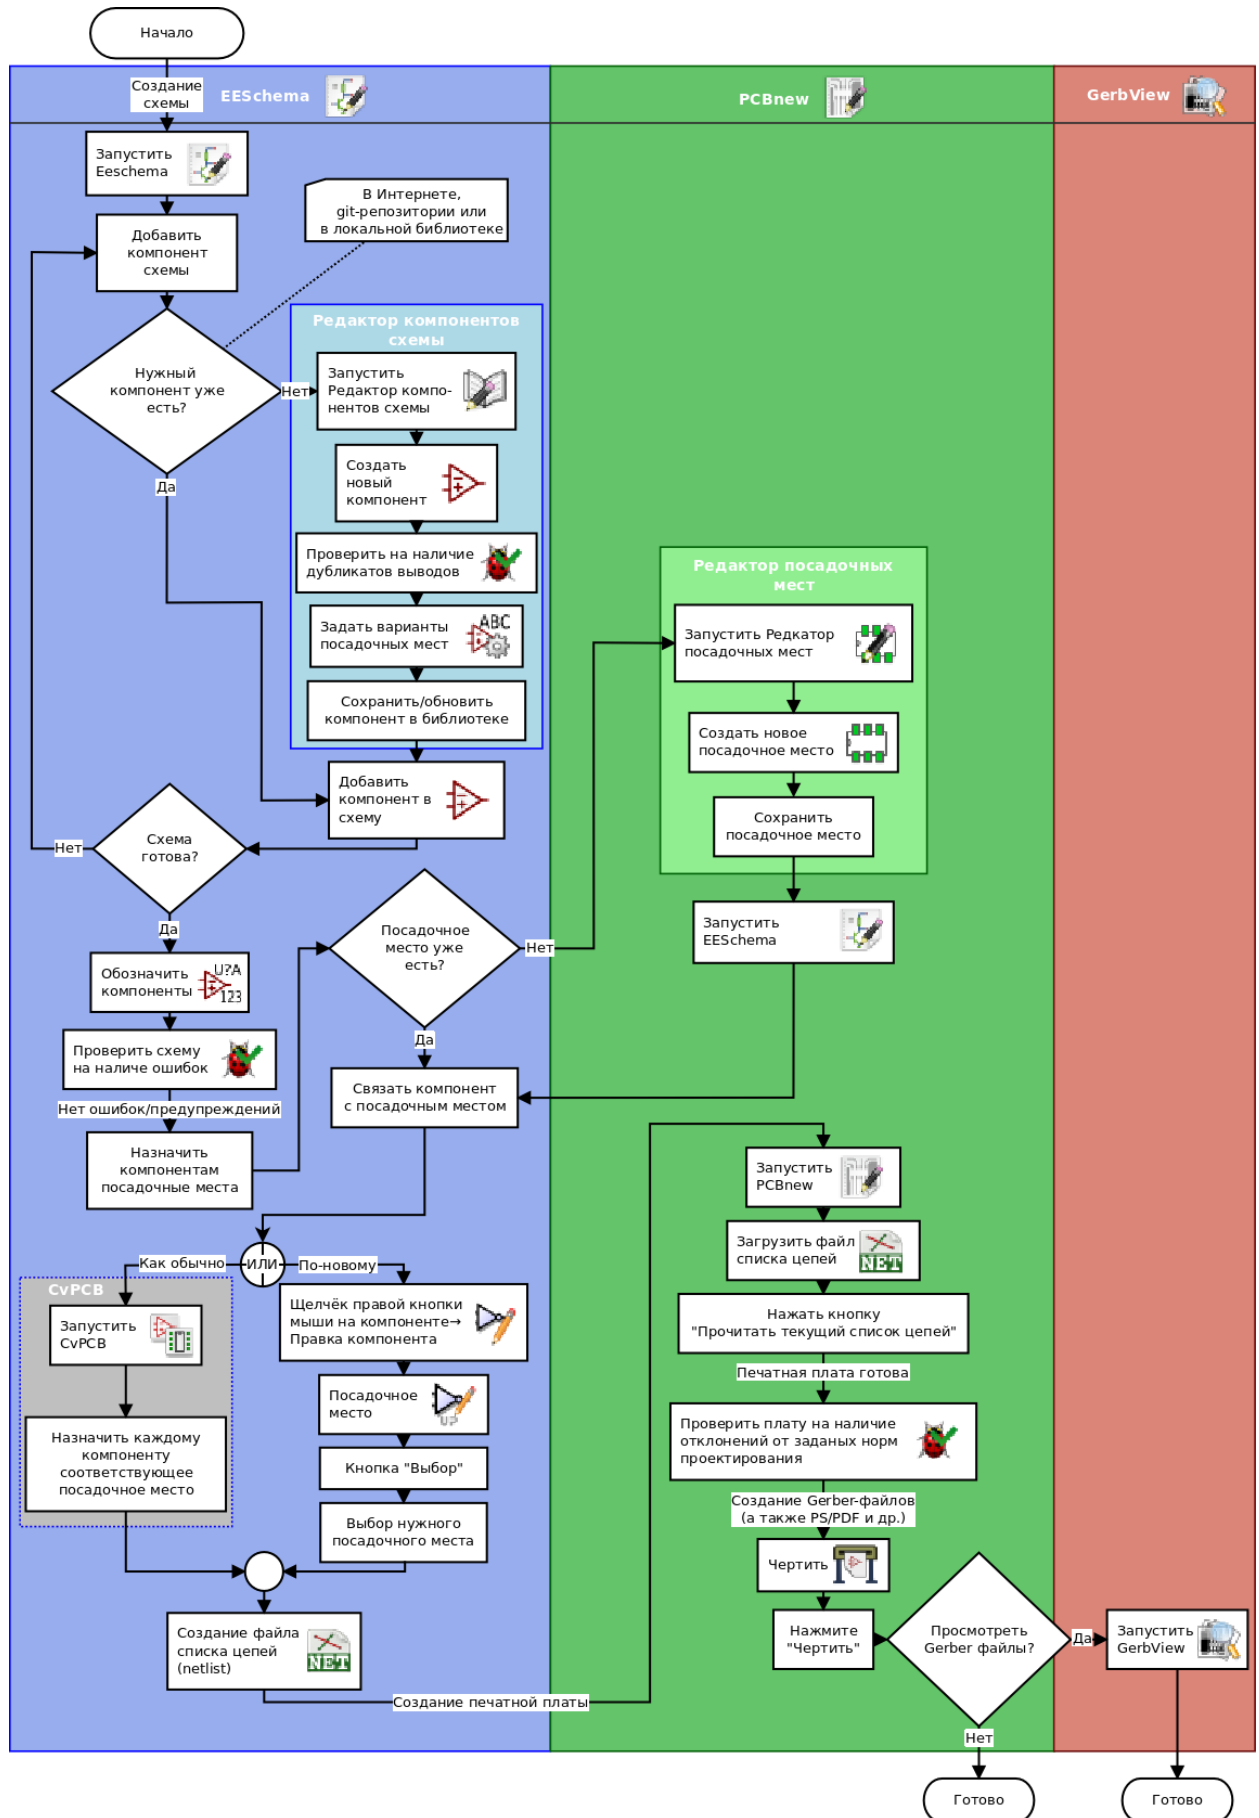 Начало
Создание
схемы
EESchema
PCBnew
GerbView
Запустить
Eeschema
В Интернете,
git-репозитории или
в локальной библиотеке
Добавить
компонент
схемы
Нужный
компонент уже
есть?
Нет
Да
Редактор компонентов
схемы
Запустить
Редактор компо-
нентов схемы
Создать
новый
компонент
Проверить на наличие
дубликатов выводов
Задать варианты
посадочных мест
ABC
Сохранить/обновить
компонент в библиотеке
Добавить
компонент в
схему
Схема
готова?
Нет
Да
Обозначить
компоненты
U?A
123
Проверить схему
на наличе ошибок
Нет ошибок/предупреждений
Назначить
компонентам
посадочные места
Посадочное
место уже
есть?
Нет
Да
Редактор посадочных
мест
Запустить Редкатор
посадочных мест
Создать новое
посадочное место
Сохранить
посадочное место
Запустить
EESchema
Связать компонент
с посадочным местом
ИЛИ
Как обычно
По-новому
CvPCB
Запустить
CvPCB
Назначить каждому
компоненту
соответствующее
посадочное место
Щелчёк правой кнопки
мыши на компоненте→
Правка компонента
Посадочное
место
U?
Кнопка "Выбор"
Выбор нужного
посадочного места
Создание файла
списка цепей
(netlist)
NET
Создание печатной платы
Запустить
PCBnew
Загрузить файл
списка цепей
NET
Нажать кнопку
"Прочитать текущий список цепей"
Печатная плата готова
Проверить плату на наличие
отклонений от заданых норм
проектирования
Создание Gerber-файлов
(а также PS/PDF и др.)
Чертить
Нажмите
"Чертить"
Просмотреть
Gerber файлы?
Да
Нет
Запустить
GerbView
Готово
Готово